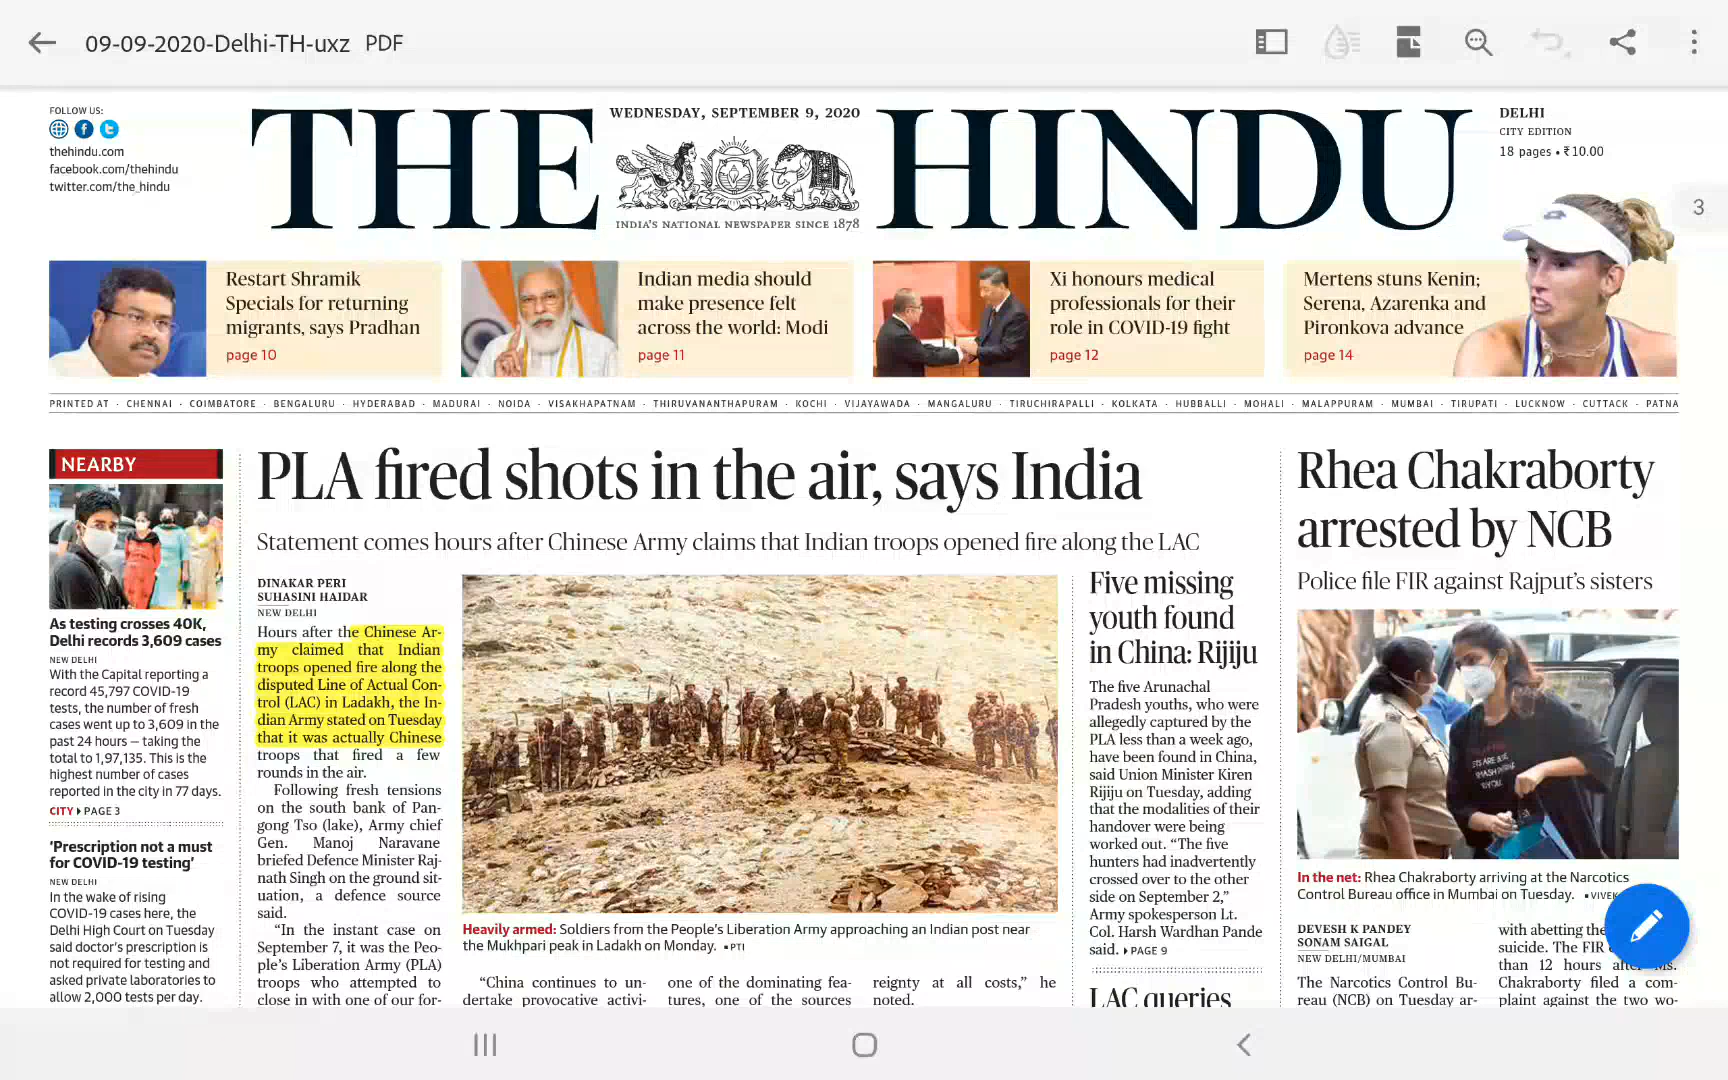 09-09-2020-Delhi-TH-uxz PDF
FOLLOW US:
thehindu.com
facebook.com/thehindu
twitter.com/the_hindu
THE HINDU
WEDNESDAY, SEPTEMBER 9, 2020
INDIA'S NATIONAL NEWSPAPER SINCE 1878
DELHI
CITY EDITION
18 pages • ₹10.00
3
Restart Shramik
Specials for returning
migrants, says Pradhan
page 10
Indian media should
make presence felt
across the world: Modi
page 11
Xi honours medical
professionals for their
role in COVID-19 fight
page 12
Mertens stuns Kenin;
Serena, Azarenka and
Pironkova advance
page 14
PRINTED AT · CHENNAI · COIMBATORE · BENGALURU · HYDERABAD · MADURAI · NOIDA · VISAKHAPATNAM · THIRUVANANTHAPURAM · KOCHI · VIJAYAWADA · MANGALURU · TIRUCHIRAPALLI · KOLKATA · HUBBALLI · MOHALI · MALAPPURAM · MUMBAI · TIRUPATI · LUCKNOW · CUTTACK · PATNA
NEARBY
As testing crosses 40K,
Delhi records 3,609 cases
NEW DELHI
With the Capital reporting a
record 45,797 COVID-19
tests, the number of fresh
cases went up to 3,609 in the
past 24 hours — taking the
total to 1,97,135. This is the
highest number of cases
reported in the city in 77 days.
CITY ▸ PAGE 3
'Prescription not a must
for COVID-19 testing'
NEW DELHI
In the wake of rising
COVID-19 cases here, the
Delhi High Court on Tuesday
said doctor's prescription is
not required for testing and
asked private laboratories to
allow 2,000 tests per day.
PLA fired shots in the air, says India
Statement comes hours after Chinese Army claims that Indian troops opened fire along the LAC
DINAKAR PERI
SUHASINI HAIDAR
NEW DELHI
Hours after the Chinese Ar-
my claimed that Indian
troops opened fire along the
disputed Line of Actual Con-
trol (LAC) in Ladakh, the In-
dian Army stated on Tuesday
that it was actually Chinese
troops that fired a few
rounds in the air.
Following fresh tensions
on the south bank of Pan-
gong Tso (lake), Army chief
Gen. Manoj Naravane
briefed Defence Minister Raj-
nath Singh on the ground sit-
uation, a defence source
said.
"In the instant case on
September 7, it was the Peo-
ple's Liberation Army (PLA)
troops who attempted to
close in with one of our for-
Heavily armed: Soldiers from the People's Liberation Army approaching an Indian post near
the Mukhpari peak in Ladakh on Monday. ▪ PTI
"China continues to un-
dertake provocative activi-
one of the dominating fea-
tures, one of the sources
reignty at all costs," he
noted.
Five missing
youth found
in China: Rijiju
The five Arunachal
Pradesh youths, who were
allegedly captured by the
PLA less than a week ago,
have been found in China,
said Union Minister Kiren
Rijiju on Tuesday, adding
that the modalities of their
handover were being
worked out. "The five
hunters had inadvertently
crossed over to the other
side on September 2,"
Army spokesperson Lt.
Col. Harsh Wardhan Pande
said. ▸ PAGE 9
LAC queries
Rhea Chakraborty
arrested by NCB
Police file FIR against Rajput's sisters
In the net: Rhea Chakraborty arriving at the Narcotics
Control Bureau office in Mumbai on Tuesday. ▪ VIVEK
DEVESH K PANDEY
SONAM SAIGAL
NEW DELHI/MUMBAI
The Narcotics Control Bu-
reau (NCB) on Tuesday ar-
with abetting the
suicide. The FIR
than 12 hours after Ms.
Chakraborty filed a com-
plaint against the two wo-